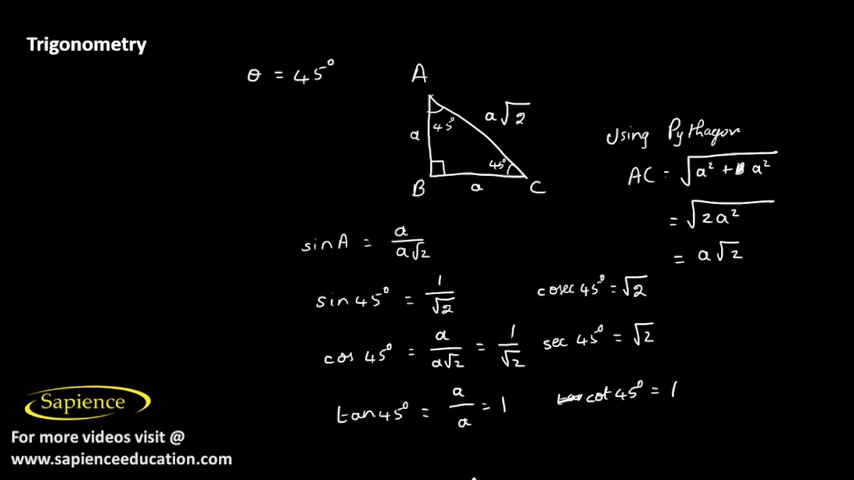 Trigonometry
θ = 45°
A
a√2
a
45°
45°
B
a
C
Using Pythagon
AC = √a² + a²
= √2a²
= a√2
sin A = a/a√2
sin 45° = 1/√2
cosec 45° = √2
cos 45° = a/a√2 = 1/√2
sec 45° = √2
tan 45° = a/a = 1
cot 45° = 1
Sapience
For more videos visit @
www.sapienceeducation.com